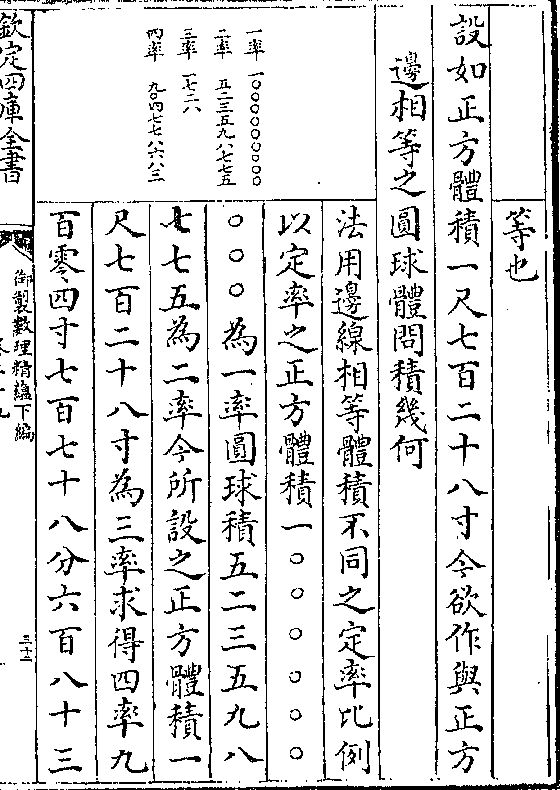 等也
設如正方體積一尺七百二十八寸今欲作與正方
邊相等之圓球體問積幾何
一率 一〇〇〇〇〇〇〇〇〇
二率 五二三五九八七七五
三率 一七二八
四率 九〇四七七八六八三
法用邊線相等體積不同之定率比例
以定率之正方體積一〇〇〇〇〇〇
〇〇〇為一率圓球積五二三五九八
七七五為二率今所設之正方體積一
尺七百二十八寸為三率求得四率九
百零四寸七百七十八分六百八十三
欽定四庫全書
御製數理精蘊下編
三十二